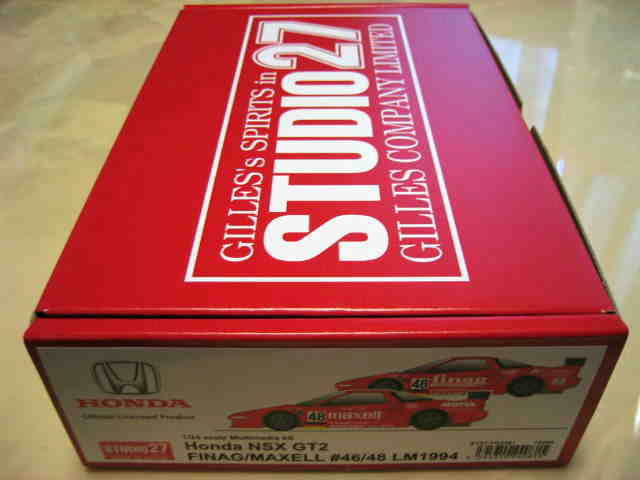 GILLES's SPIRITS in
STUDIO27
GILLES COMPANY LIMITED
HONDA
Official Licensed Product
finag
48
maxell
STUDIO27
1/24 scale Multimedia kit
Honda NSX GT2
FINAG/MAXELL #46/48 LM1994